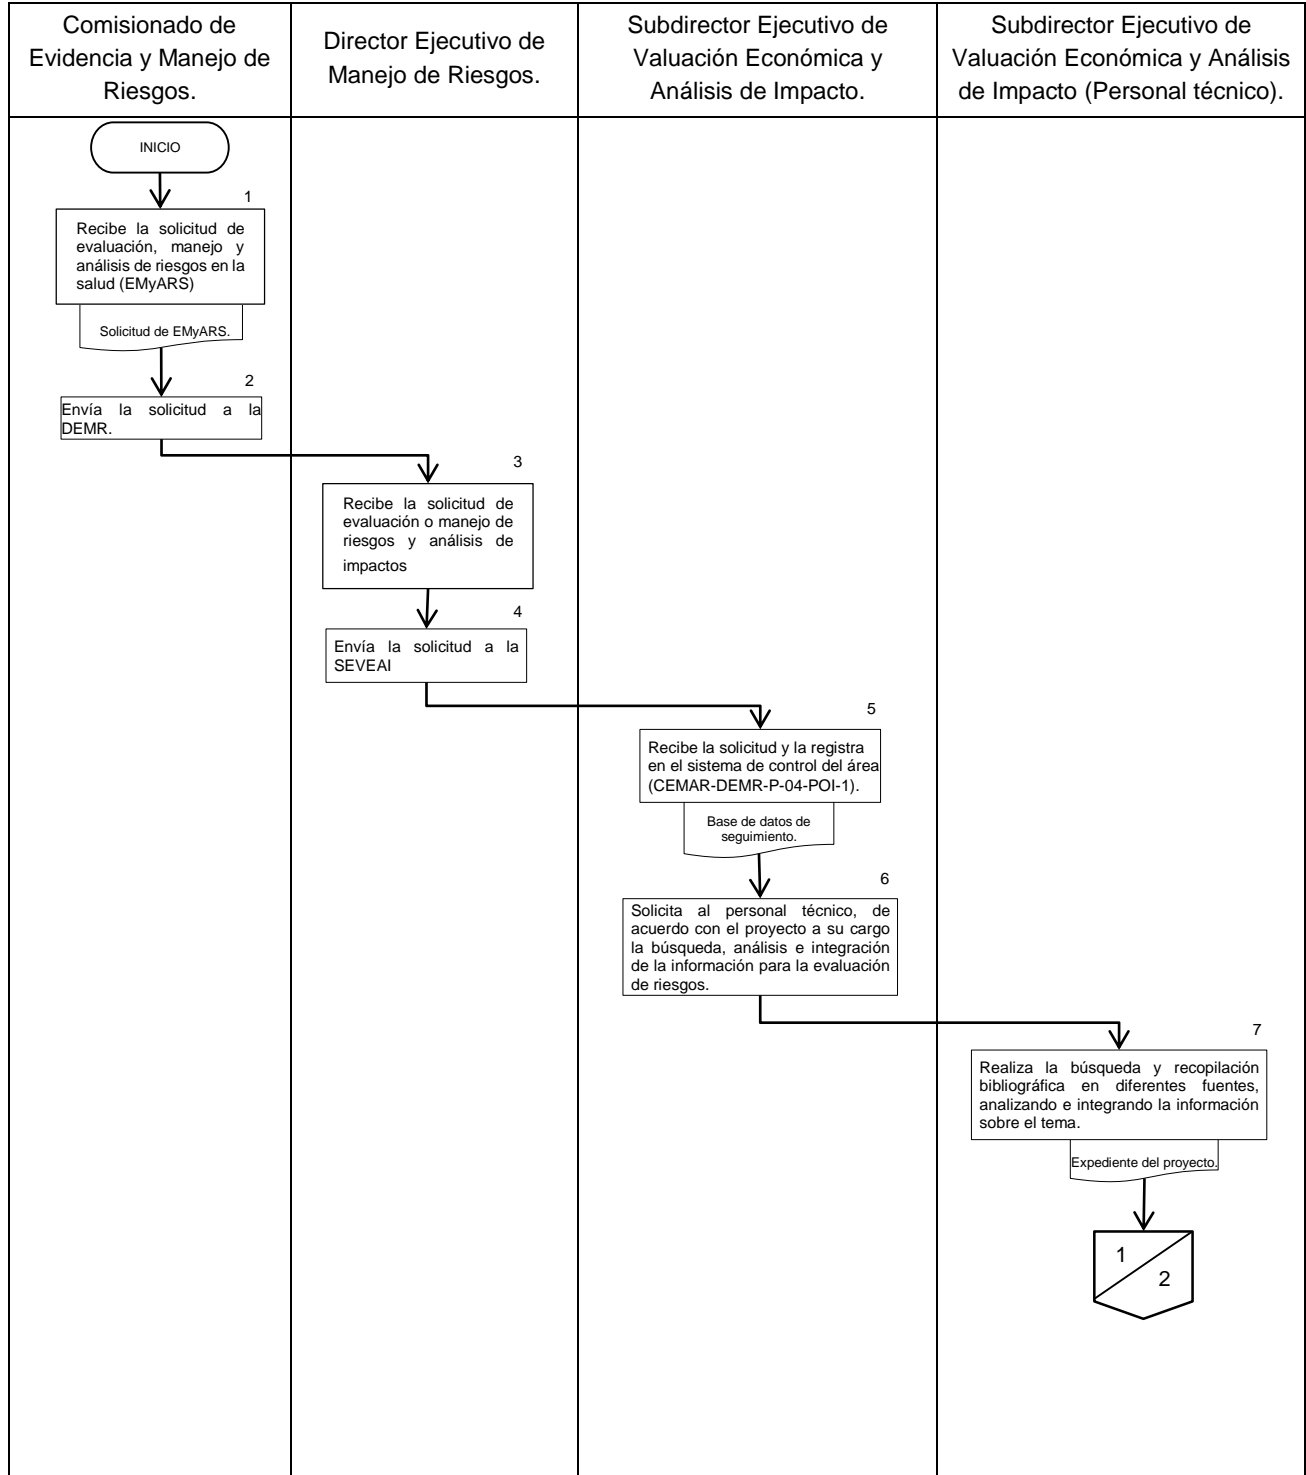 Comisionado de
Evidencia y Manejo de
Riesgos.
Director Ejecutivo de
Manejo de Riesgos.
Subdirector Ejecutivo de
Valuación Económica y
Análisis de Impacto.
Subdirector Ejecutivo de
Valuación Económica y Análisis
de Impacto (Personal técnico).
INICIO
1
Recibe la solicitud de
evaluación, manejo y
análisis de riesgos en la
salud (EMyARS)
Solicitud de EMyARS.
2
Envía la solicitud a la
DEMR.
3
Recibe la solicitud de
evaluación o manejo de
riesgos y análisis de
impactos
4
Envía la solicitud a la
SEVEAI
5
Recibe la solicitud y la registra
en el sistema de control del área
(CEMAR-DEMR-P-04-POI-1).
Base de datos de
seguimiento.
6
Solicita al personal técnico, de
acuerdo con el proyecto a su cargo
la búsqueda, análisis e integración
de la información para la evaluación
de riesgos.
7
Realiza la búsqueda y recopilación
bibliográfica en diferentes fuentes,
analizando e integrando la información
sobre el tema.
Expediente del proyecto.
1
2